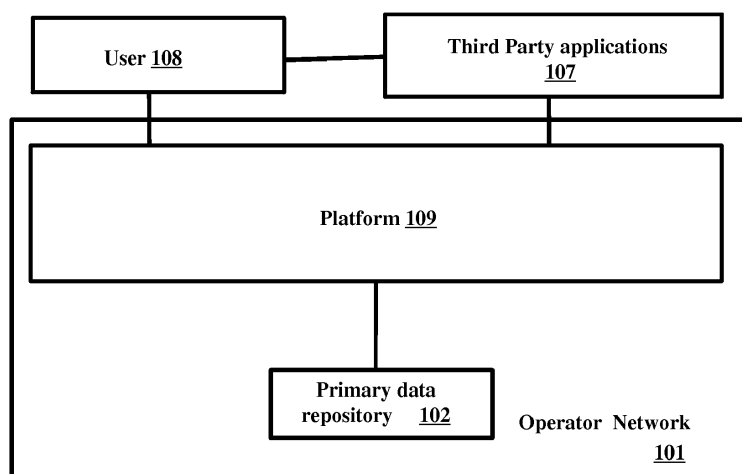 User 108
Third Party applications
107
Platform 109
Primary data
repository 102
Operator Network
101